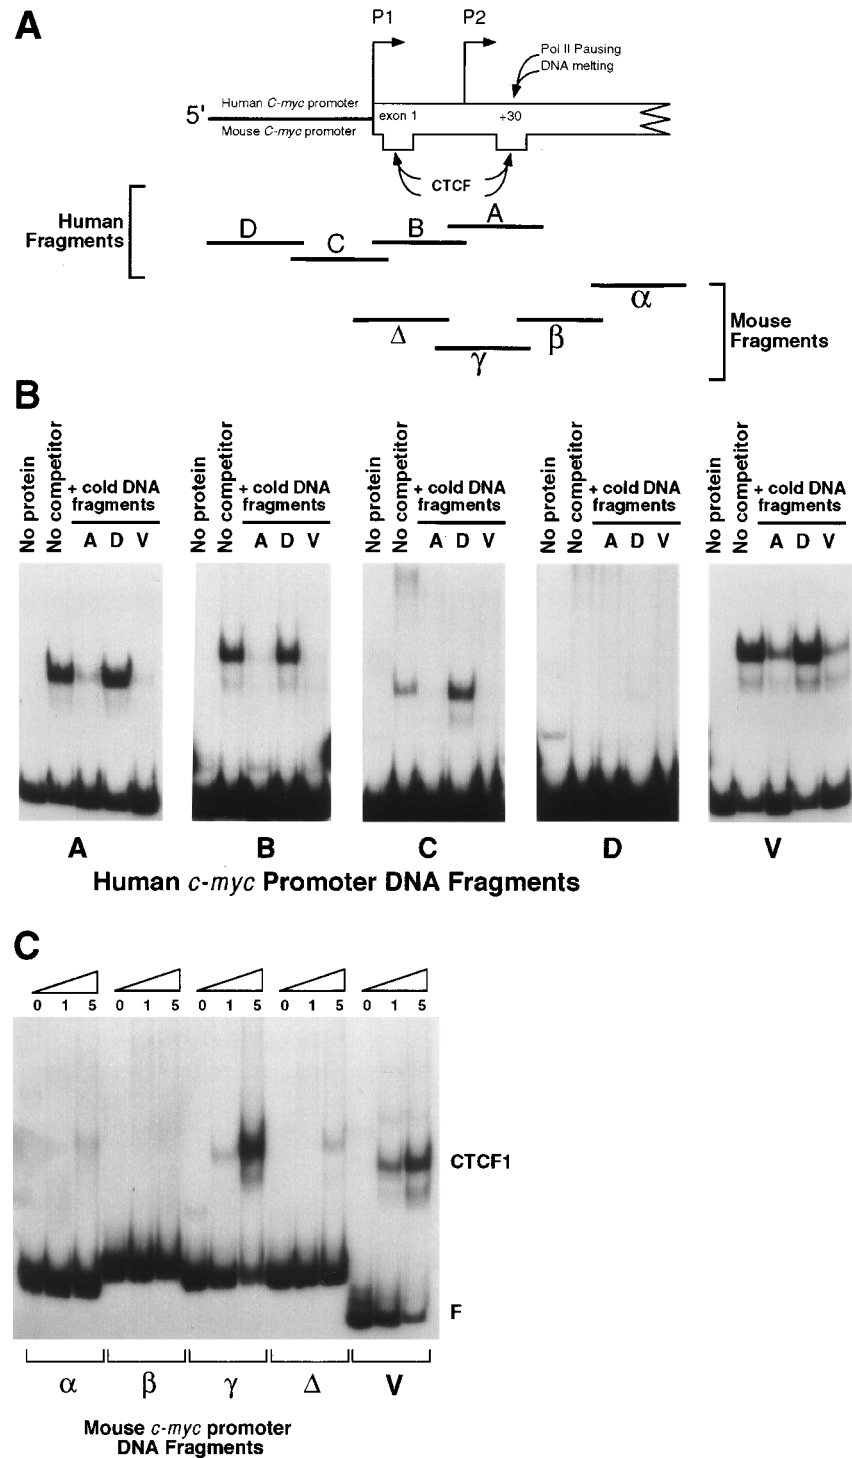 A
P1 P2
Pol II Pausing
DNA melting
Human C-myc promoter
5'
exon 1 +30
Mouse C-myc promoter
CTCF
Human
Fragments
D C B A
α
Δ γ β
Mouse
Fragments
B
No protein No competitor + cold DNA fragments A D V
No protein No competitor + cold DNA fragments A D V
No protein No competitor + cold DNA fragments A D V
No protein No competitor + cold DNA fragments A D V
No protein No competitor + cold DNA fragments A D V
A B C D V
Human c-myc Promoter DNA Fragments
C
0 1 5 0 1 5 0 1 5 0 1 5 0 1 5
CTCF1
F
α β γ Δ V
Mouse c-myc promoter
DNA Fragments